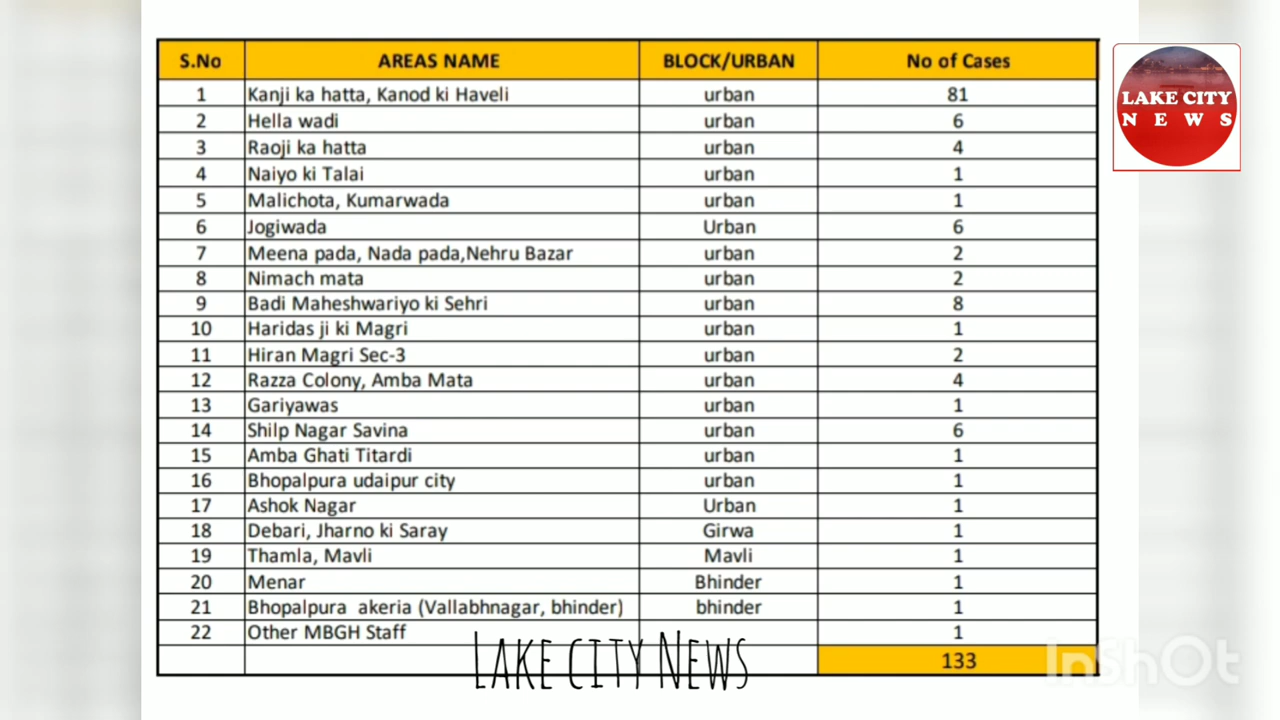 S.No AREAS NAME BLOCK/URBAN No of Cases
1 Kanji ka hatta, Kanod ki Haveli urban 81
2 Hella wadi urban 6
3 Raoji ka hatta urban 4
4 Naiyo ki Talai urban 1
5 Malichota, Kumarwada urban 1
6 Jogiwada Urban 6
7 Meena pada, Nada pada,Nehru Bazar urban 2
8 Nimach mata urban 2
9 Badi Maheshwariyo ki Sehri urban 8
10 Haridas ji ki Magri urban 1
11 Hiran Magri Sec-3 urban 2
12 Razza Colony, Amba Mata urban 4
13 Gariyawas urban 1
14 Shilp Nagar Savina urban 6
15 Amba Ghati Titardi urban 1
16 Bhopalpura udaipur city urban 1
17 Ashok Nagar Urban 1
18 Debari, Jharno ki Saray Girwa 1
19 Thamla, Mavli Mavli 1
20 Menar Bhinder 1
21 Bhopalpura akeria (Vallabhnagar, bhinder) bhinder 1
22 Other MBGH Staff 1
133
LAKE CITY
NEWS
LAKE CITY NEWS
InShOt